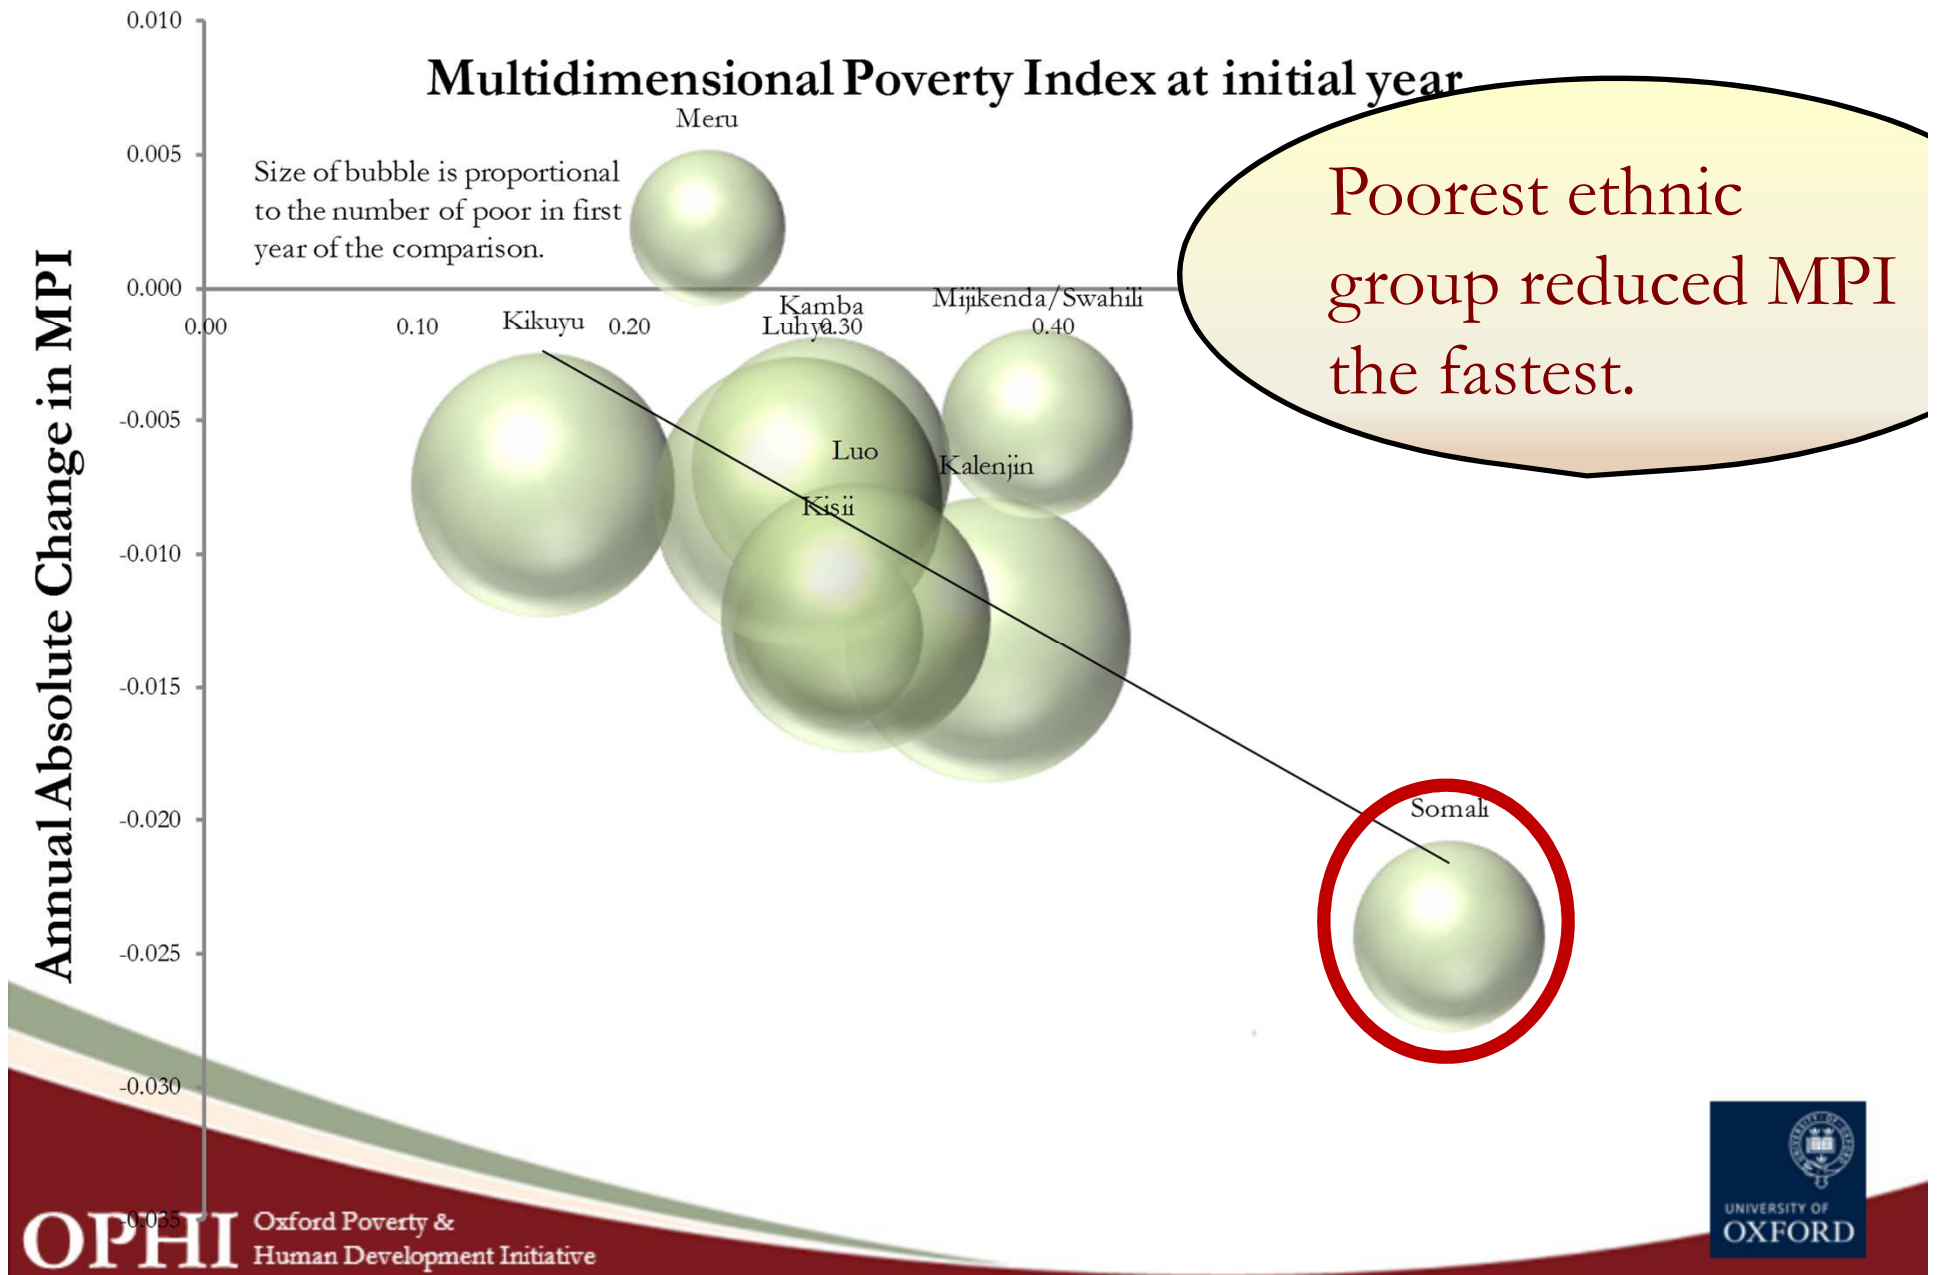 0.010
Multidimensional Poverty Index at initial year
Meru
0.005
Size of bubble is proportional
to the number of poor in first
year of the comparison.
Poorest ethnic
group reduced MPI
the fastest.
Annual Absolute Change in MPI
0.000
Kamba
Mijikenda/Swahili
0.00
0.10
Kikuyu
0.20
Luhya
0.30
0.40
-0.005
Luo
Kalenjin
Kisii
-0.010
-0.015
-0.020
Somali
-0.025
-0.030
-0.035
OPHI
Oxford Poverty &
Human Development Initiative
UNIVERSITY OF
OXFORD